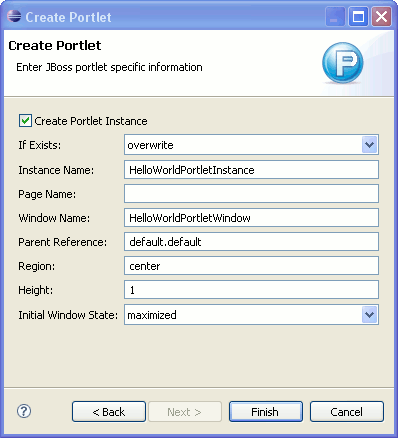 Create Portlet
Create Portlet
Enter JBoss portlet specific information
P
Create Portlet Instance
If Exists: overwrite
Instance Name: HelloWorldPortletInstance
Page Name:
Window Name: HelloWorldPortletWindow
Parent Reference: default.default
Region: center
Height: 1
Initial Window State: maximized
? < Back Next > Finish Cancel